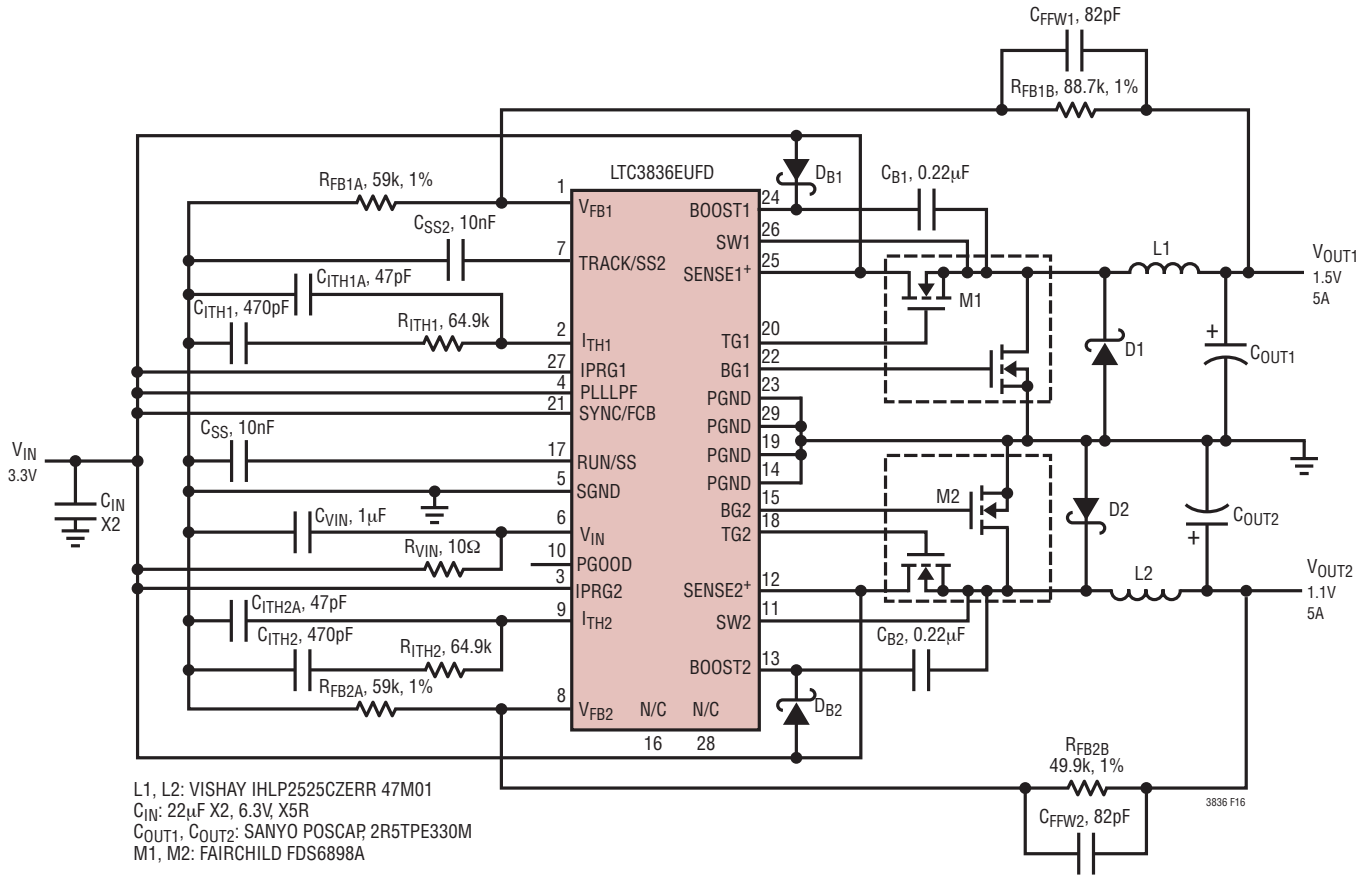 CFFW1, 82pF
RFB1B, 88.7k, 1%
LTC3836EUFD
RFB1A, 59k, 1%
1
VFB1
CSS2, 10nF
7
TRACK/SS2
CITH1A, 47pF
CITH1, 470pF
RITH1, 64.9k
2
ITH1
27
IPRG1
4
PLLLPF
21
SYNC/FCB
CSS, 10nF
17
RUN/SS
VIN
3.3V
CIN
X2
5
SGND
CVIN, 1µF
6
VIN
RVIN, 10Ω
10
PGOOD
3
IPRG2
CITH2A, 47pF
9
ITH2
CITH2, 470pF
RITH2, 64.9k
RFB2A, 59k, 1%
8
VFB2
N/C
N/C
16
28
DB1
CB1, 0.22µF
24
BOOST1
26
SW1
25
SENSE1+
M1
L1
VOUT1
1.5V
5A
20
TG1
22
BG1
23
PGND
29
PGND
19
PGND
14
PGND
D1
+
COUT1
15
BG2
18
TG2
M2
D2
COUT2
+
12
SENSE2+
11
SW2
L2
VOUT2
1.1V
5A
CB2, 0.22µF
13
BOOST2
DB2
RFB2B
49.9k, 1%
CFFW2, 82pF
3836 F16
L1, L2: VISHAY IHLP2525CZERR 47M01
CIN: 22µF X2, 6.3V, X5R
COUT1, COUT2: SANYO POSCAP, 2R5TPE330M
M1, M2: FAIRCHILD FDS6898A